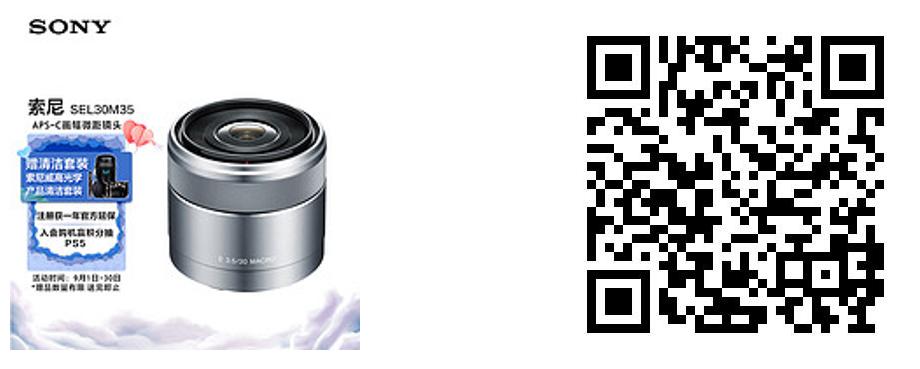 SONY
索尼 SEL30M35
APS-C画幅微距镜头
赠清洁套装
索尼威高光学
产品清洁套装
注册获一年官方延保
入会购机赢积分抽
PS5
活动时间：9月1日-30日
*赠品数量有限 送完即止
E 3.5/30 MACRO